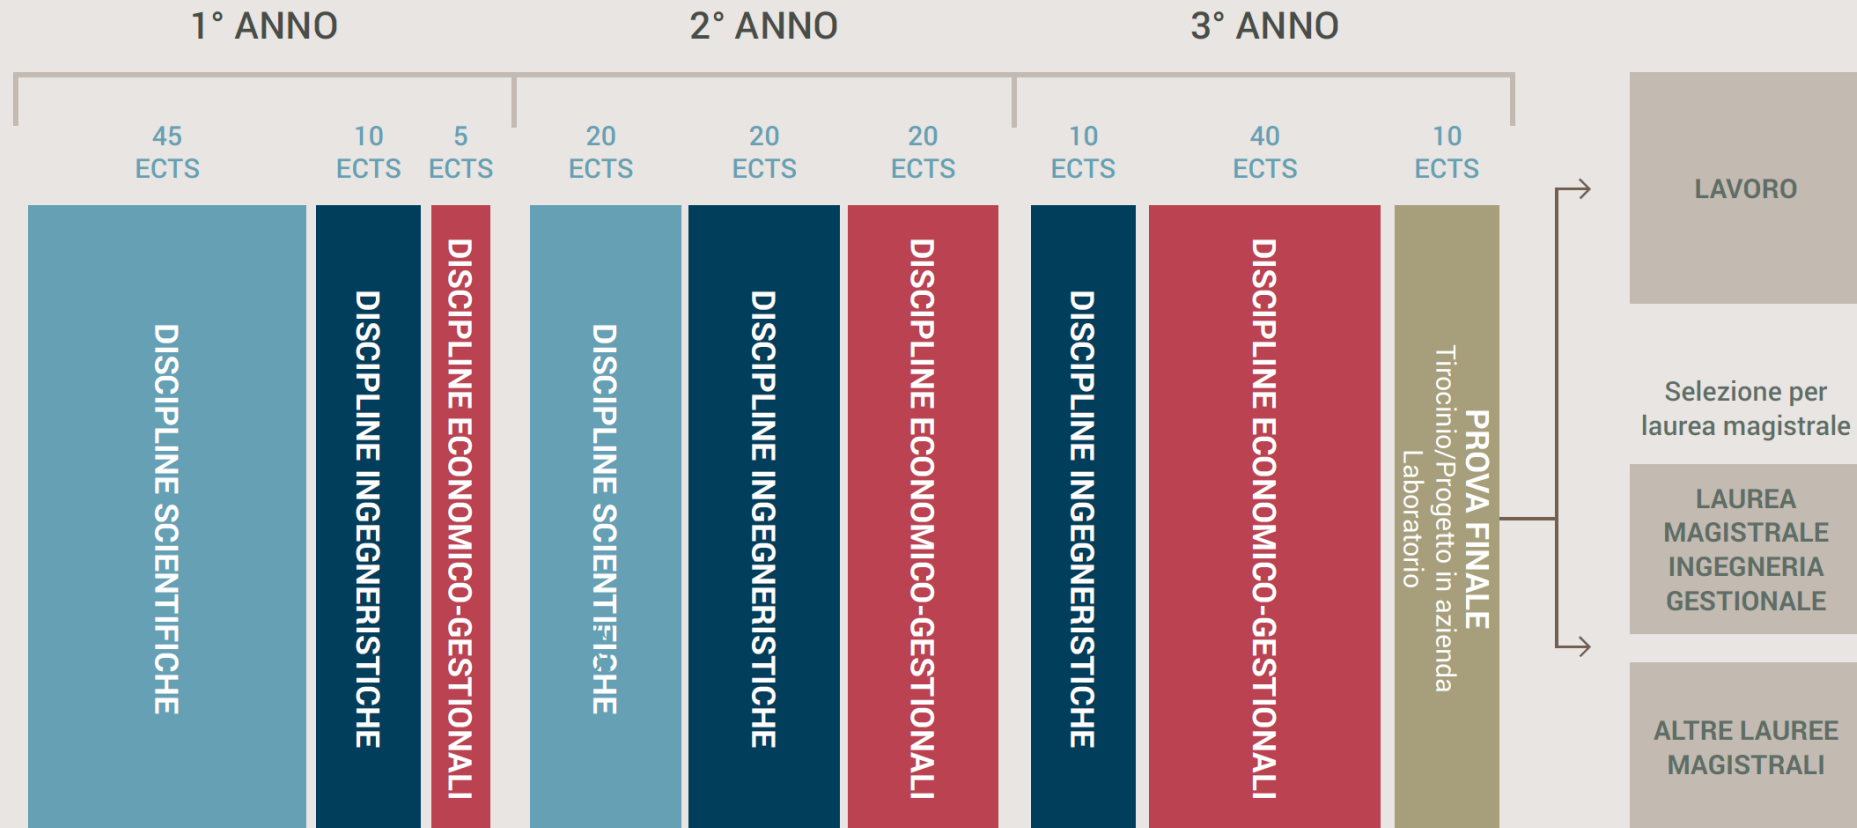 1° ANNO
2° ANNO
3° ANNO
45
ECTS
10
ECTS
5
ECTS
20
ECTS
20
ECTS
20
ECTS
10
ECTS
40
ECTS
10
ECTS
DISCIPLINE SCIENTIFICHE
DISCIPLINE INGEGNERISTICHE
DISCIPLINE ECONOMICO-GESTIONALI
DISCIPLINE SCIENTIFICHE
DISCIPLINE INGEGNERISTICHE
DISCIPLINE ECONOMICO-GESTIONALI
DISCIPLINE INGEGNERISTICHE
DISCIPLINE ECONOMICO-GESTIONALI
PROVA FINALE
Tirocinio/Progetto in azienda
Laboratorio
LAVORO
Selezione per
laurea magistrale
LAUREA
MAGISTRALE
INGEGNERIA
GESTIONALE
ALTRE LAUREE
MAGISTRALI